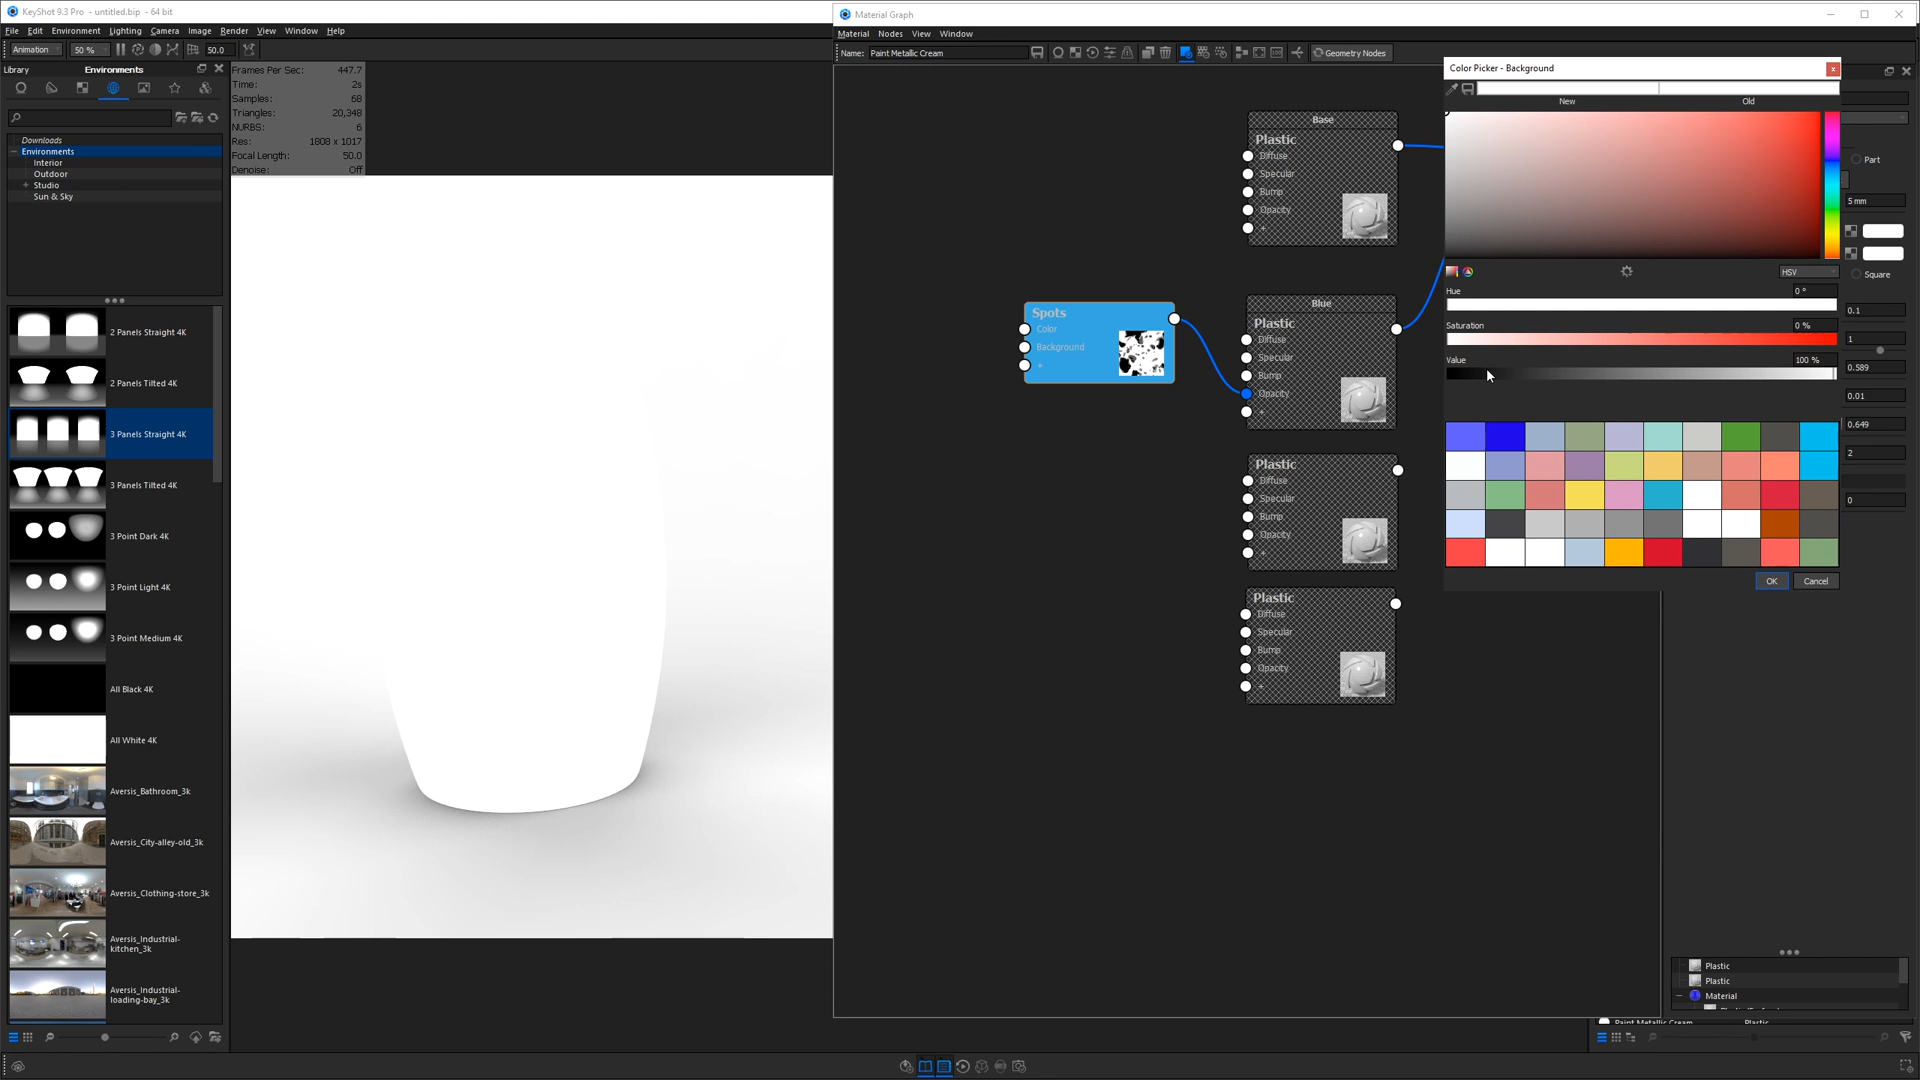 KeyShot 9.3 Pro - untitled.bip - 64 bit
File Edit Environment Lighting Camera Image Render View Window Help
Animation 50 % 50.0
Library Environments
Downloads
Environments
Interior
Outdoor
Studio
Sun & Sky
2 Panels Straight 4K
2 Panels Tilted 4K
3 Panels Straight 4K
3 Panels Tilted 4K
3 Point Dark 4K
3 Point Light 4K
3 Point Medium 4K
All Black 4K
All White 4K
Aversis_Bathroom_3k
Aversis_City-alley-old_3k
Aversis_Clothing-store_3k
Aversis_Industrial-
kitchen_3k
Aversis_Industrial-
loading-bay_3k
Frames Per Sec: 447.7
Time: 2s
Samples: 68
Triangles: 20,348
NURBS: 6
Res: 1808 x 1017
Focal Length: 50.0
Denoise: Off
Material Graph
Material Nodes View Window
Name: Paint Metallic Cream Geometry Nodes
Base
Plastic
Diffuse
Specular
Bump
Opacity
+
Spots
Color
Background
+
Blue
Plastic
Diffuse
Specular
Bump
Opacity
+
Plastic
Diffuse
Specular
Bump
Opacity
+
Plastic
Diffuse
Specular
Bump
Opacity
+
Color Picker - Background
x
New Old
HSV
Hue 0 °
Saturation 0 %
Value 100 %
OK Cancel
Part
5 mm
Square
0.1
1
0.589
0.01
0.649
2
0
Plastic
Plastic
Material
Paint Metallic Cream Plastic